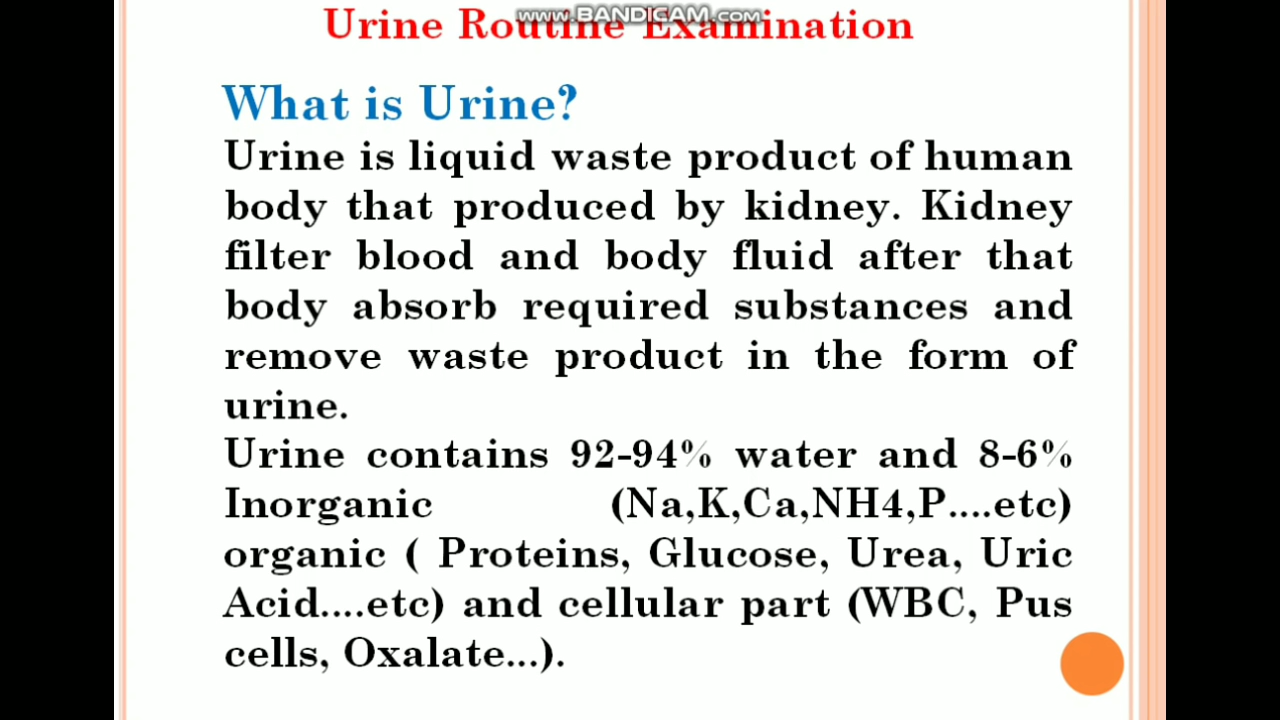 www.BANDICAM.com
Urine Routine Examination
What is Urine?
Urine is liquid waste product of human
body that produced by kidney. Kidney
filter blood and body fluid after that
body absorb required substances and
remove waste product in the form of
urine.
Urine contains 92-94% water and 8-6%
Inorganic (Na,K,Ca,NH4,P....etc)
organic ( Proteins, Glucose, Urea, Uric
Acid....etc) and cellular part (WBC, Pus
cells, Oxalate...).